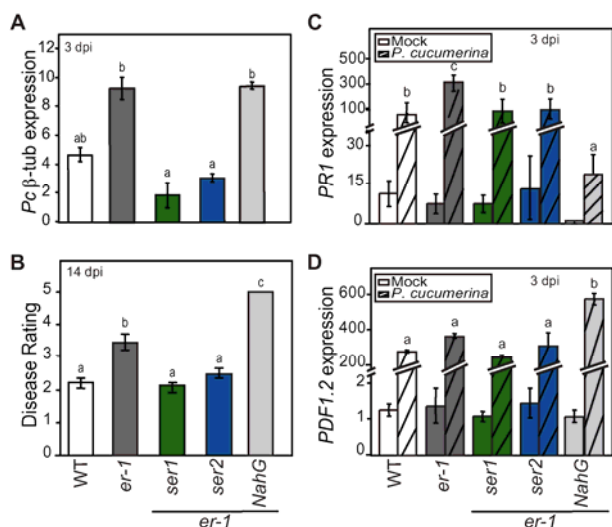 A
3 dpi
Pc β-tub expression
12
10
8
6
4
2
0
ab
b
a
a
b
B
14 dpi
Disease Rating
5
4
3
2
1
0
a
b
a
a
c
WT
er-1
ser1
ser2
NahG
er-1
C
Mock
P. cucumerina
3 dpi
PR1 expression
500
300
100
15
0
b
c
b
b
a
D
Mock
P. cucumerina
3 dpi
PDF1.2 expression
600
400
200
2
1
0
a
a
a
a
b
WT
er-1
ser1
ser2
NahG
er-1